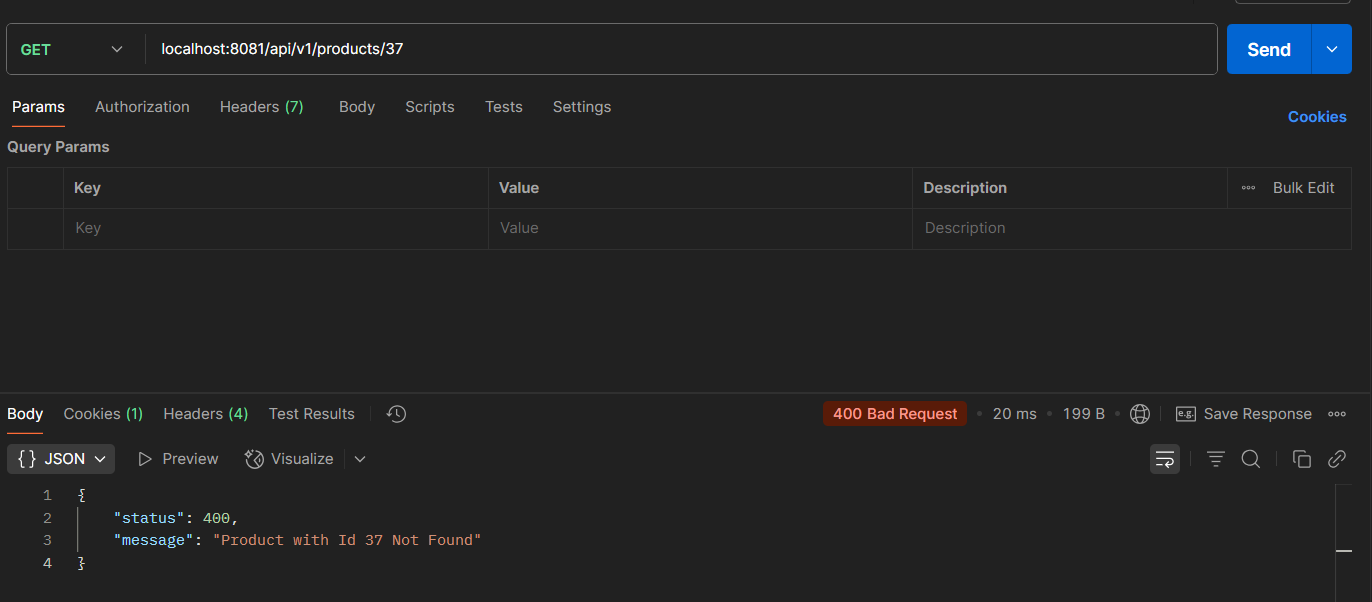 GET localhost:8081/api/v1/products/37 Send
Params Authorization Headers (7) Body Scripts Tests Settings Cookies
Query Params
Key Value Description Bulk Edit
Key Value Description
Body Cookies (1) Headers (4) Test Results 400 Bad Request • 20 ms • 199 B • e.g. Save Response
{ } JSON Preview Visualize
1 {
2 "status": 400,
3 "message": "Product with Id 37 Not Found"
4 }